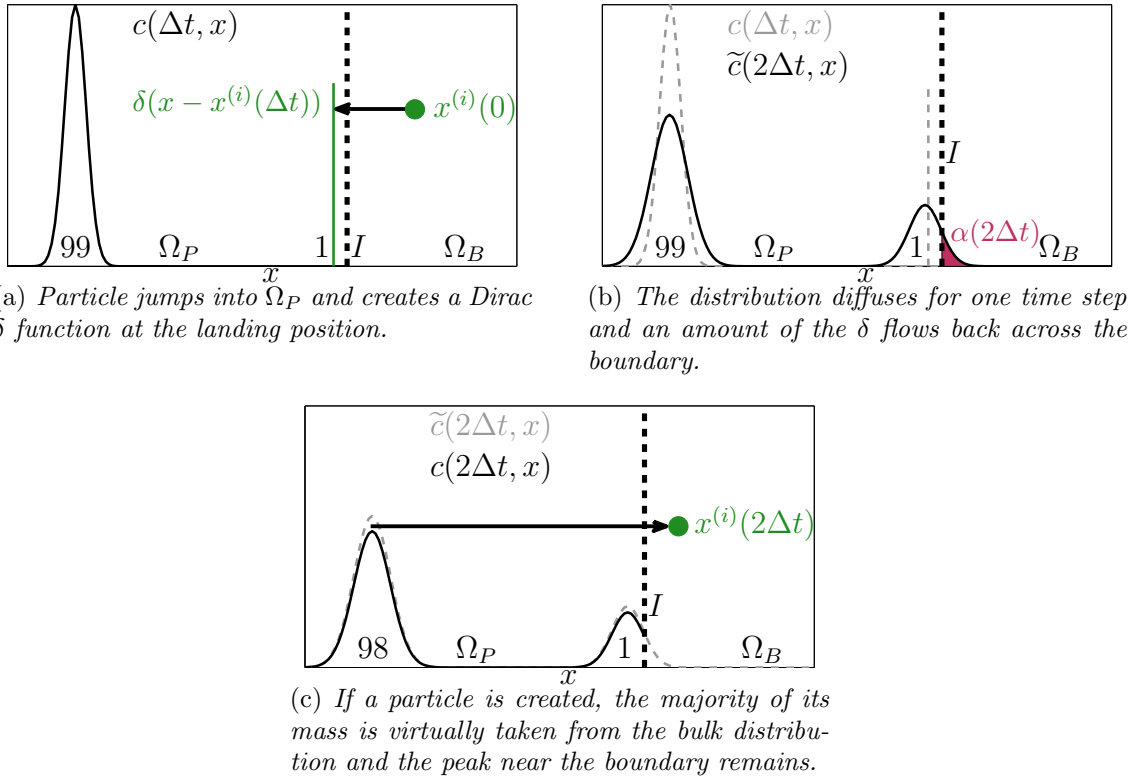 c(Δt, x)
δ(x − x^{(i)}(Δt))
x^{(i)}(0)
99
Ω_P
1
I
Ω_B
x
(a) Particle jumps into Ω_P and creates a Dirac
δ function at the landing position.
c(Δt, x)
c̃(2Δt, x)
I
99
Ω_P
1
α(2Δt)
Ω_B
x
(b) The distribution diffuses for one time step
and an amount of the δ flows back across the
boundary.
c̃(2Δt, x)
c(2Δt, x)
x^{(i)}(2Δt)
I
98
Ω_P
1
Ω_B
x
(c) If a particle is created, the majority of its
mass is virtually taken from the bulk distribu-
tion and the peak near the boundary remains.